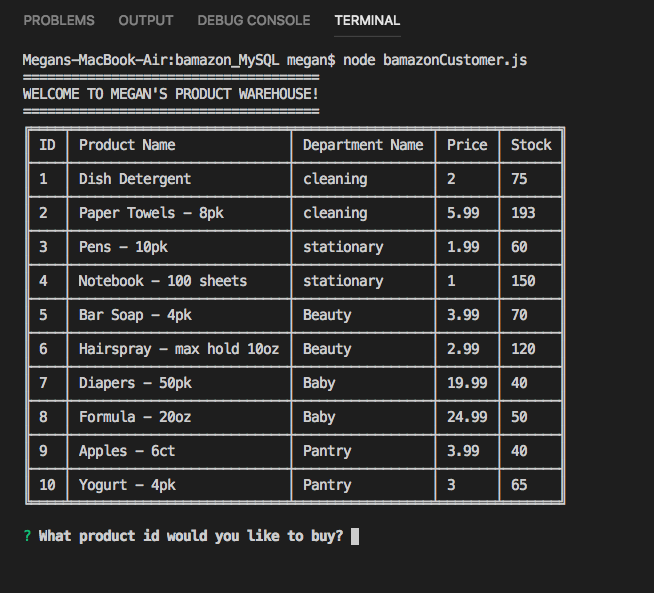 PROBLEMS OUTPUT DEBUG CONSOLE TERMINAL
Megans-MacBook-Air:bamazon_MySQL megan$ node bamazonCustomer.js
=====================================
WELCOME TO MEGAN'S PRODUCT WAREHOUSE!
=====================================
ID Product Name Department Name Price Stock
1 Dish Detergent cleaning 2 75
2 Paper Towels - 8pk cleaning 5.99 193
3 Pens - 10pk stationary 1.99 60
4 Notebook - 100 sheets stationary 1 150
5 Bar Soap - 4pk Beauty 3.99 70
6 Hairspray - max hold 10oz Beauty 2.99 120
7 Diapers - 50pk Baby 19.99 40
8 Formula - 20oz Baby 24.99 50
9 Apples - 6ct Pantry 3.99 40
10 Yogurt - 4pk Pantry 3 65
? What product id would you like to buy?